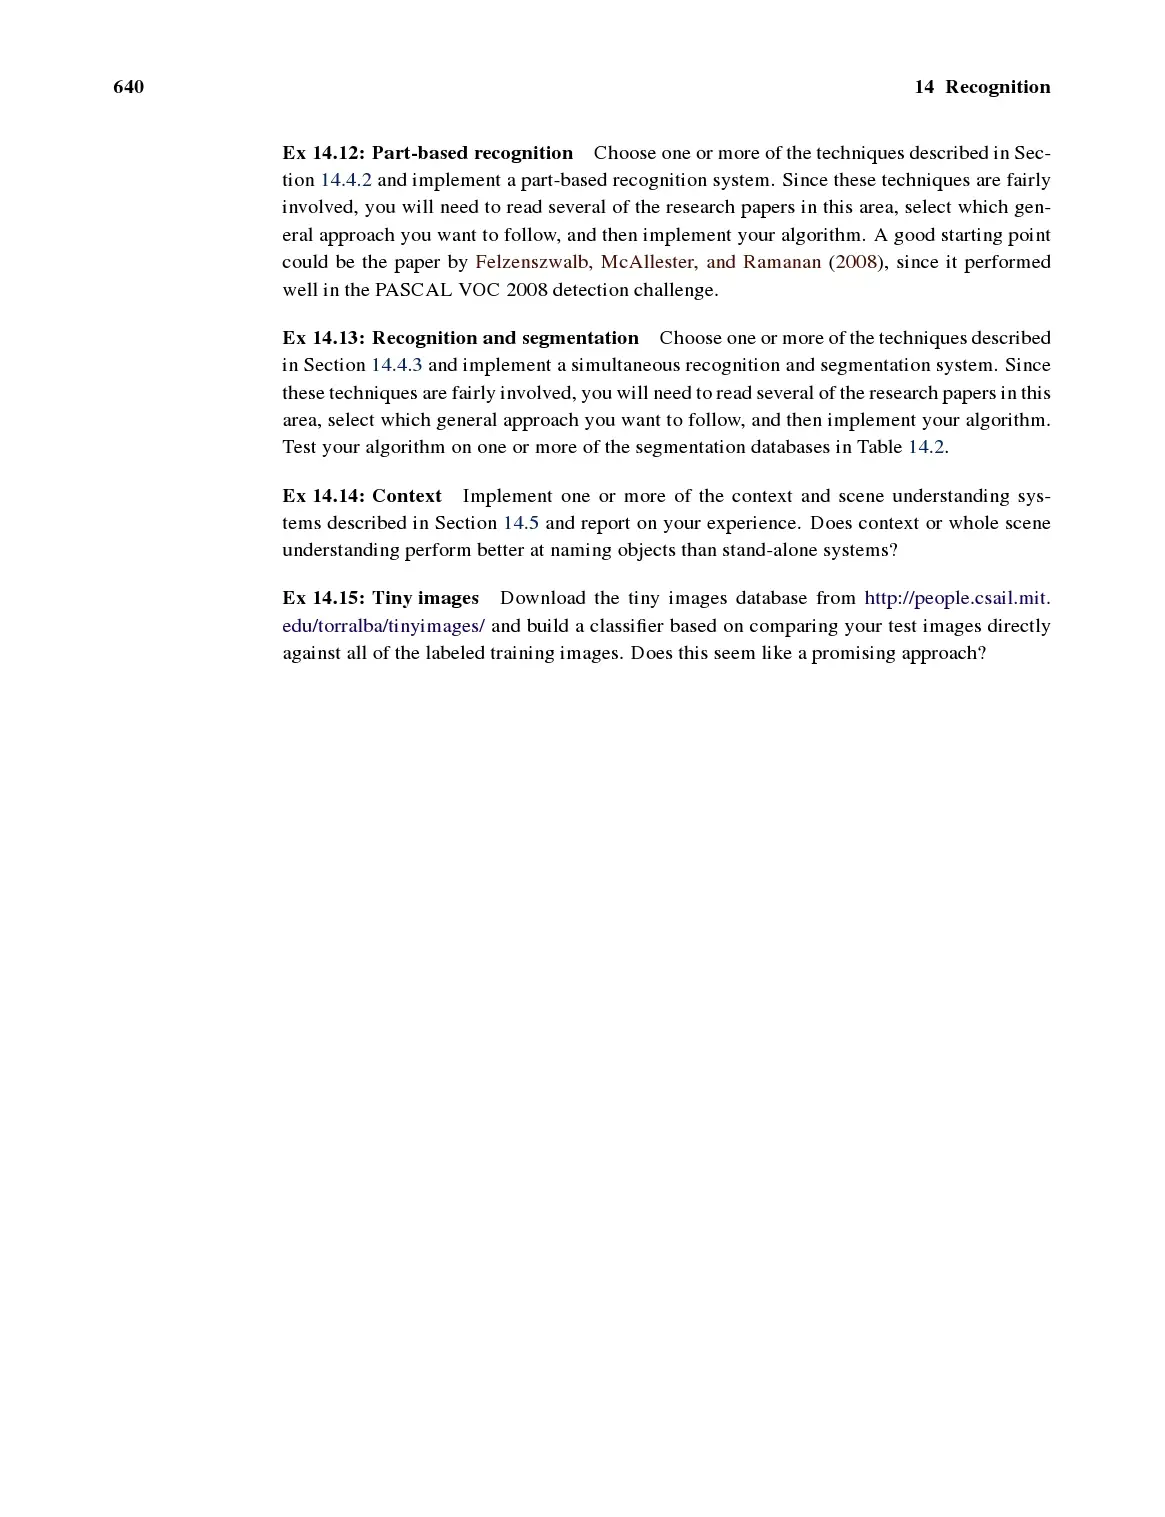 640
14 Recognition
Ex 14.12: Part-based recognition Choose one or more of the techniques described in Sec-
tion 14.4.2 and implement a part-based recognition system. Since these techniques are fairly
involved, you will need to read several of the research papers in this area, select which gen-
eral approach you want to follow, and then implement your algorithm. A good starting point
could be the paper by Felzenszwalb, McAllester, and Ramanan (2008), since it performed
well in the PASCAL VOC 2008 detection challenge.
Ex 14.13: Recognition and segmentation Choose one or more of the techniques described
in Section 14.4.3 and implement a simultaneous recognition and segmentation system. Since
these techniques are fairly involved, you will need to read several of the research papers in this
area, select which general approach you want to follow, and then implement your algorithm.
Test your algorithm on one or more of the segmentation databases in Table 14.2.
Ex 14.14: Context Implement one or more of the context and scene understanding sys-
tems described in Section 14.5 and report on your experience. Does context or whole scene
understanding perform better at naming objects than stand-alone systems?
Ex 14.15: Tiny images Download the tiny images database from http://people.csail.mit.
edu/torralba/tinyimages/ and build a classifier based on comparing your test images directly
against all of the labeled training images. Does this seem like a promising approach?